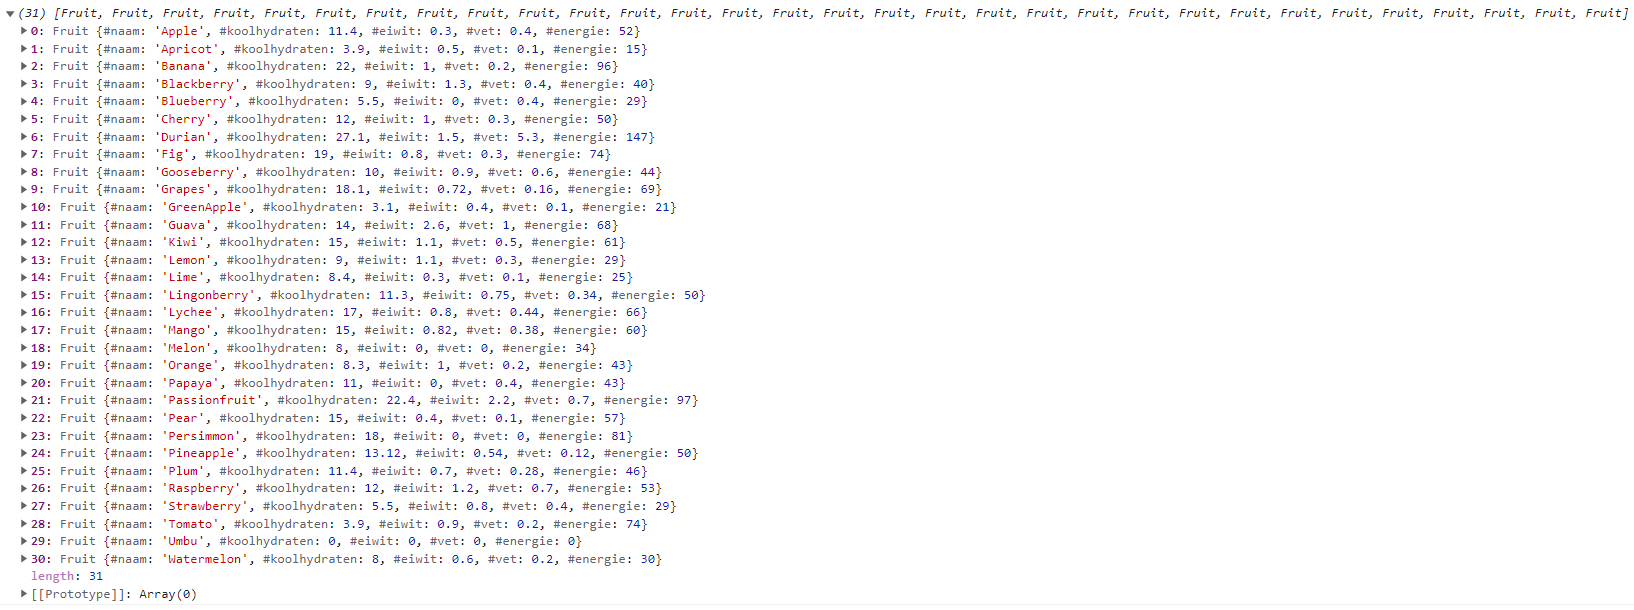 ▼(31) [Fruit, Fruit, Fruit, Fruit, Fruit, Fruit, Fruit, Fruit, Fruit, Fruit, Fruit, Fruit, Fruit, Fruit, Fruit, Fruit, Fruit, Fruit, Fruit, Fruit, Fruit, Fruit, Fruit, Fruit, Fruit, Fruit, Fruit, Fruit, Fruit, Fruit, Fruit]
▶0: Fruit {#naam: 'Apple', #koolhydraten: 11.4, #eiwit: 0.3, #vet: 0.4, #energie: 52}
▶1: Fruit {#naam: 'Apricot', #koolhydraten: 3.9, #eiwit: 0.5, #vet: 0.1, #energie: 15}
▶2: Fruit {#naam: 'Banana', #koolhydraten: 22, #eiwit: 1, #vet: 0.2, #energie: 96}
▶3: Fruit {#naam: 'Blackberry', #koolhydraten: 9, #eiwit: 1.3, #vet: 0.4, #energie: 40}
▶4: Fruit {#naam: 'Blueberry', #koolhydraten: 5.5, #eiwit: 0, #vet: 0.4, #energie: 29}
▶5: Fruit {#naam: 'Cherry', #koolhydraten: 12, #eiwit: 1, #vet: 0.3, #energie: 50}
▶6: Fruit {#naam: 'Durian', #koolhydraten: 27.1, #eiwit: 1.5, #vet: 5.3, #energie: 147}
▶7: Fruit {#naam: 'Fig', #koolhydraten: 19, #eiwit: 0.8, #vet: 0.3, #energie: 74}
▶8: Fruit {#naam: 'Gooseberry', #koolhydraten: 10, #eiwit: 0.9, #vet: 0.6, #energie: 44}
▶9: Fruit {#naam: 'Grapes', #koolhydraten: 18.1, #eiwit: 0.72, #vet: 0.16, #energie: 69}
▶10: Fruit {#naam: 'GreenApple', #koolhydraten: 3.1, #eiwit: 0.4, #vet: 0.1, #energie: 21}
▶11: Fruit {#naam: 'Guava', #koolhydraten: 14, #eiwit: 2.6, #vet: 1, #energie: 68}
▶12: Fruit {#naam: 'Kiwi', #koolhydraten: 15, #eiwit: 1.1, #vet: 0.5, #energie: 61}
▶13: Fruit {#naam: 'Lemon', #koolhydraten: 9, #eiwit: 1.1, #vet: 0.3, #energie: 29}
▶14: Fruit {#naam: 'Lime', #koolhydraten: 8.4, #eiwit: 0.3, #vet: 0.1, #energie: 25}
▶15: Fruit {#naam: 'Lingonberry', #koolhydraten: 11.3, #eiwit: 0.75, #vet: 0.34, #energie: 50}
▶16: Fruit {#naam: 'Lychee', #koolhydraten: 17, #eiwit: 0.8, #vet: 0.44, #energie: 66}
▶17: Fruit {#naam: 'Mango', #koolhydraten: 15, #eiwit: 0.82, #vet: 0.38, #energie: 60}
▶18: Fruit {#naam: 'Melon', #koolhydraten: 8, #eiwit: 0, #vet: 0, #energie: 34}
▶19: Fruit {#naam: 'Orange', #koolhydraten: 8.3, #eiwit: 1, #vet: 0.2, #energie: 43}
▶20: Fruit {#naam: 'Papaya', #koolhydraten: 11, #eiwit: 0, #vet: 0.4, #energie: 43}
▶21: Fruit {#naam: 'Passionfruit', #koolhydraten: 22.4, #eiwit: 2.2, #vet: 0.7, #energie: 97}
▶22: Fruit {#naam: 'Pear', #koolhydraten: 15, #eiwit: 0.4, #vet: 0.1, #energie: 57}
▶23: Fruit {#naam: 'Persimmon', #koolhydraten: 18, #eiwit: 0, #vet: 0, #energie: 81}
▶24: Fruit {#naam: 'Pineapple', #koolhydraten: 13.12, #eiwit: 0.54, #vet: 0.12, #energie: 50}
▶25: Fruit {#naam: 'Plum', #koolhydraten: 11.4, #eiwit: 0.7, #vet: 0.28, #energie: 46}
▶26: Fruit {#naam: 'Raspberry', #koolhydraten: 12, #eiwit: 1.2, #vet: 0.7, #energie: 53}
▶27: Fruit {#naam: 'Strawberry', #koolhydraten: 5.5, #eiwit: 0.8, #vet: 0.4, #energie: 29}
▶28: Fruit {#naam: 'Tomato', #koolhydraten: 3.9, #eiwit: 0.9, #vet: 0.2, #energie: 74}
▶29: Fruit {#naam: 'Umbu', #koolhydraten: 0, #eiwit: 0, #vet: 0, #energie: 0}
▶30: Fruit {#naam: 'Watermelon', #koolhydraten: 8, #eiwit: 0.6, #vet: 0.2, #energie: 30}
length: 31
▶[[Prototype]]: Array(0)